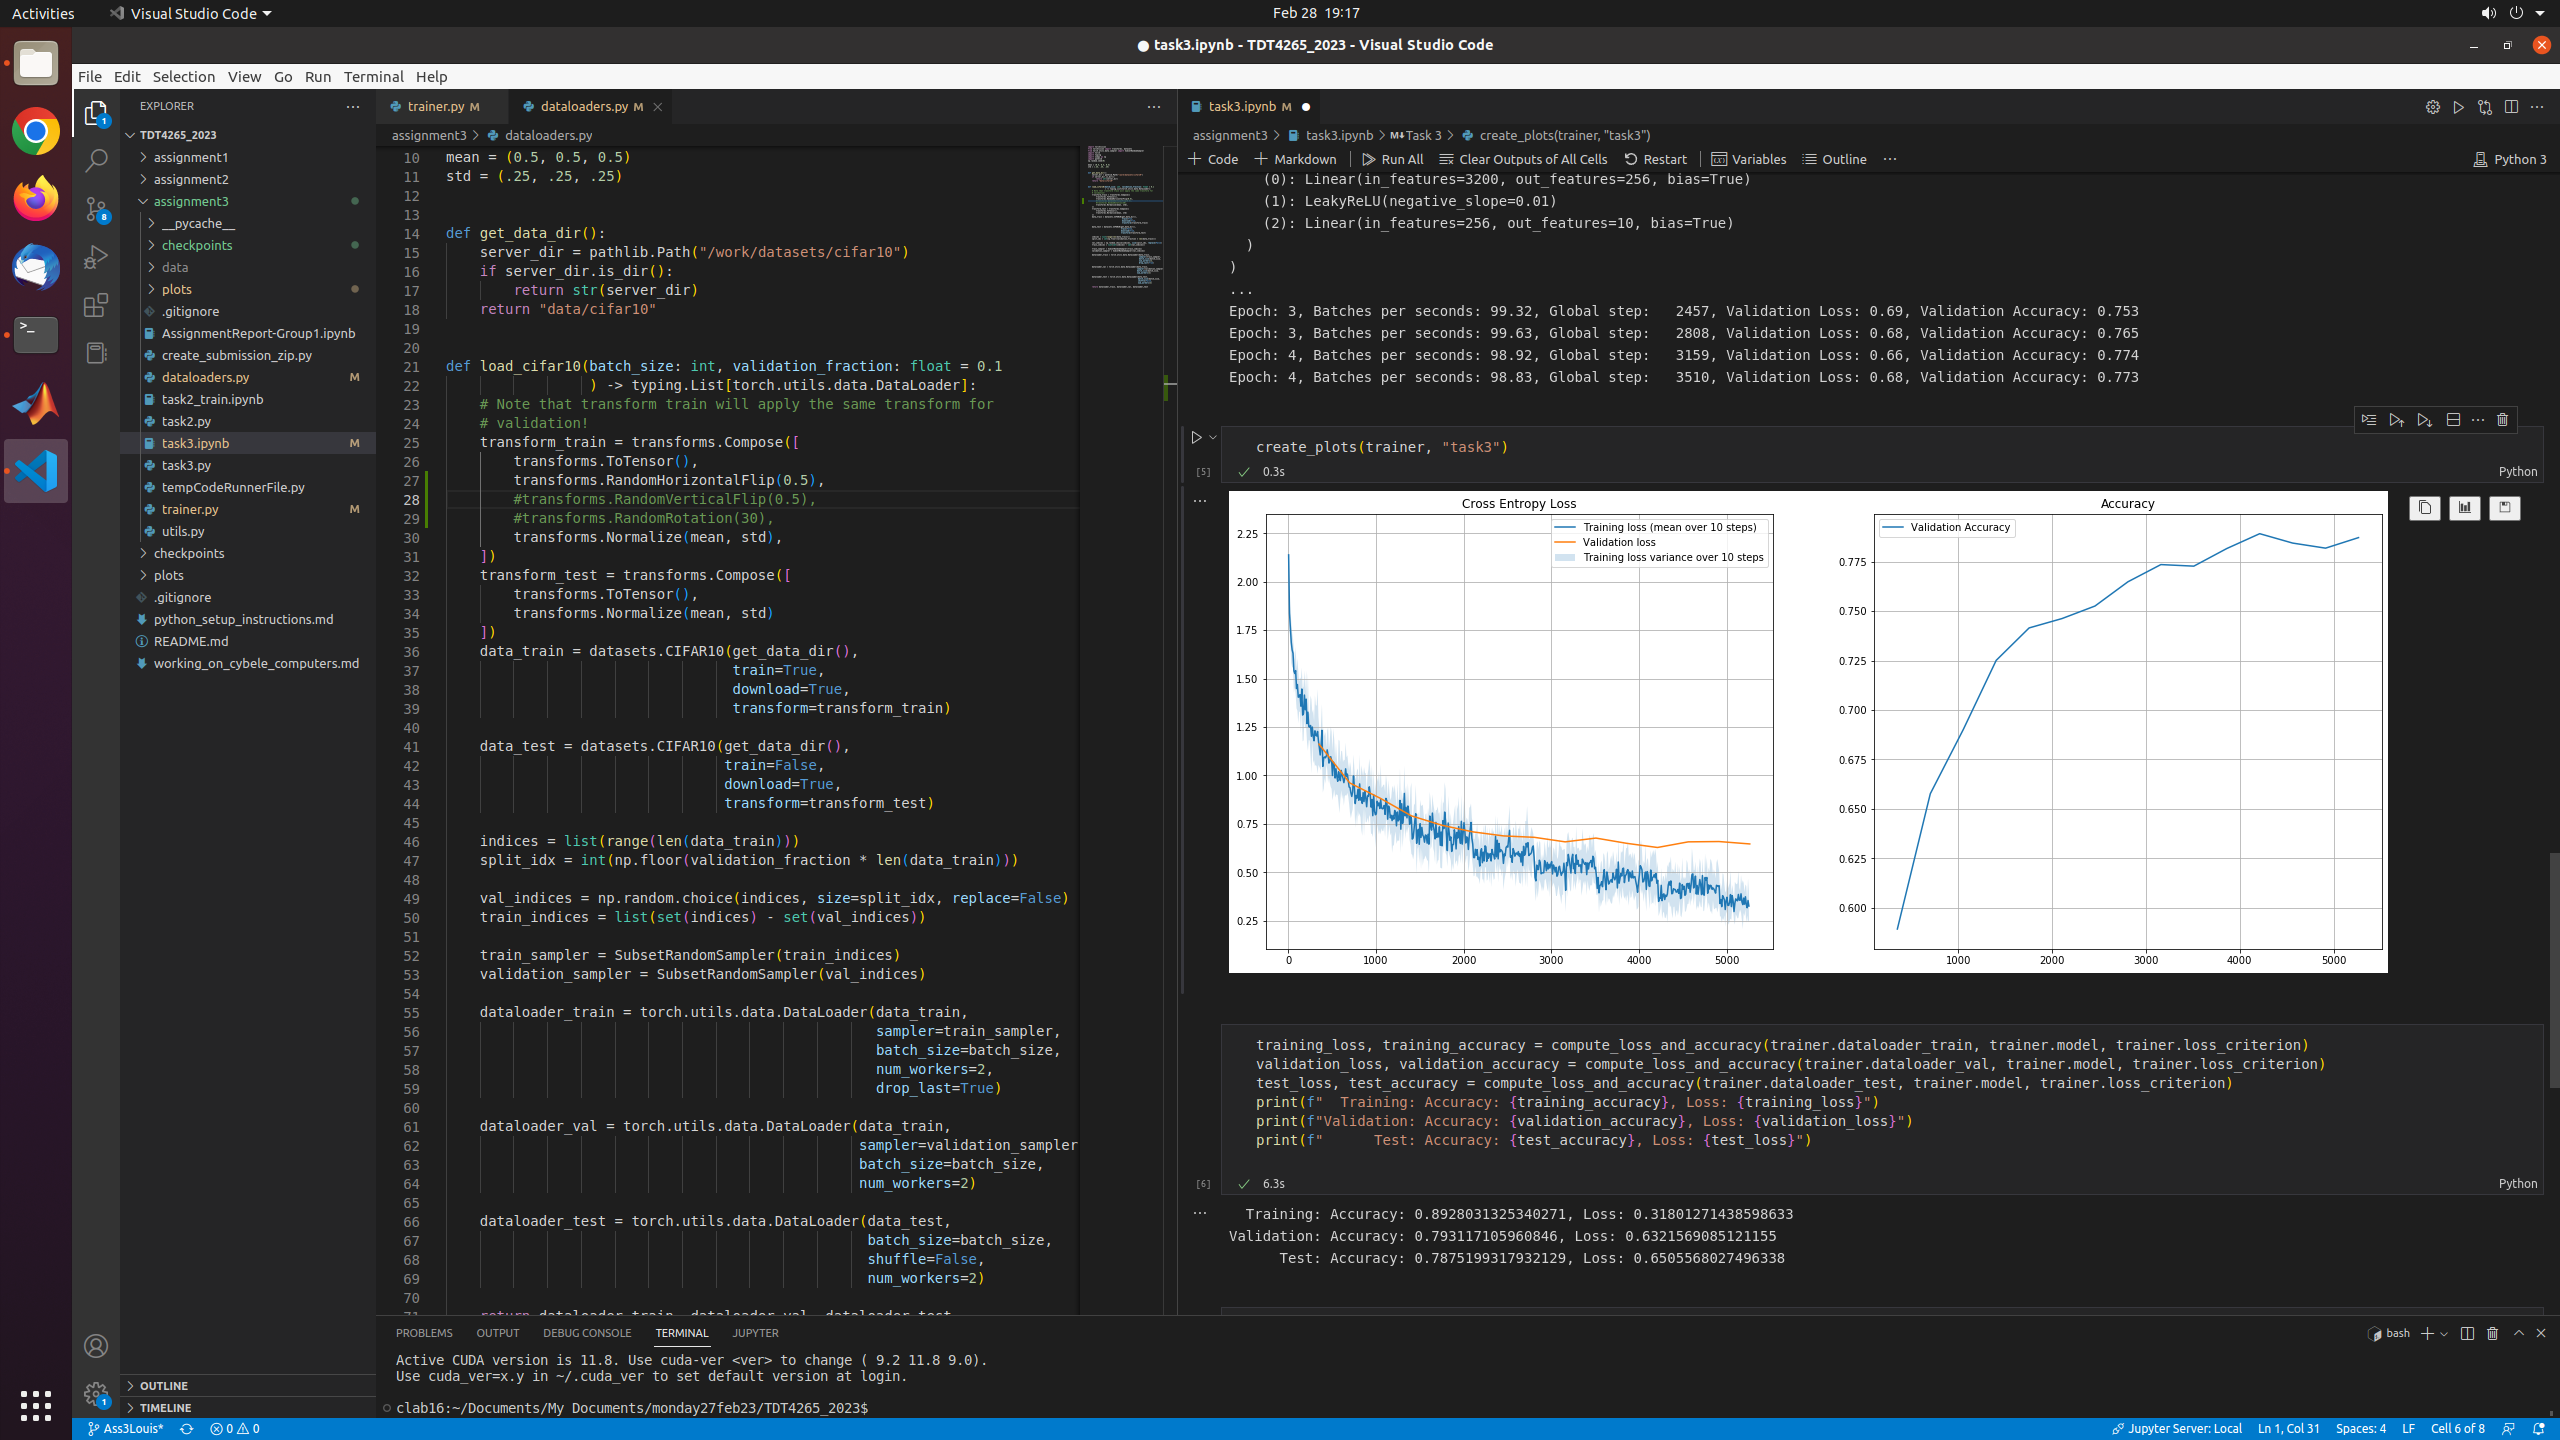 Activities
Visual Studio Code
Feb 28 19:17
● task3.ipynb - TDT4265_2023 - Visual Studio Code
File Edit Selection View Go Run Terminal Help
EXPLORER
TDT4265_2023
assignment1
assignment2
assignment3
__pycache__
checkpoints
data
plots
.gitignore
AssignmentReport-Group1.ipynb
create_submission_zip.py
dataloaders.py M
task2_train.ipynb
task2.py
task3.ipynb M
task3.py
tempCodeRunnerFile.py
trainer.py M
utils.py
checkpoints
plots
.gitignore
python_setup_instructions.md
README.md
working_on_cybele_computers.md
OUTLINE
TIMELINE
trainer.py M
dataloaders.py M
assignment3 > dataloaders.py
10 mean = (0.5, 0.5, 0.5)
11 std = (.25, .25, .25)
12
13
14 def get_data_dir():
15 server_dir = pathlib.Path("/work/datasets/cifar10")
16 if server_dir.is_dir():
17 return str(server_dir)
18 return "data/cifar10"
19
20
21 def load_cifar10(batch_size: int, validation_fraction: float = 0.1
22 ) -> typing.List[torch.utils.data.DataLoader]:
23 # Note that transform train will apply the same transform for
24 # validation!
25 transform_train = transforms.Compose([
26 transforms.ToTensor(),
27 transforms.RandomHorizontalFlip(0.5),
28 #transforms.RandomVerticalFlip(0.5),
29 #transforms.RandomRotation(30),
30 transforms.Normalize(mean, std),
31 ])
32 transform_test = transforms.Compose([
33 transforms.ToTensor(),
34 transforms.Normalize(mean, std)
35 ])
36 data_train = datasets.CIFAR10(get_data_dir(),
37 train=True,
38 download=True,
39 transform=transform_train)
40
41 data_test = datasets.CIFAR10(get_data_dir(),
42 train=False,
43 download=True,
44 transform=transform_test)
45
46 indices = list(range(len(data_train)))
47 split_idx = int(np.floor(validation_fraction * len(data_train)))
48
49 val_indices = np.random.choice(indices, size=split_idx, replace=False)
50 train_indices = list(set(indices) - set(val_indices))
51
52 train_sampler = SubsetRandomSampler(train_indices)
53 validation_sampler = SubsetRandomSampler(val_indices)
54
55 dataloader_train = torch.utils.data.DataLoader(data_train,
56 sampler=train_sampler,
57 batch_size=batch_size,
58 num_workers=2,
59 drop_last=True)
60
61 dataloader_val = torch.utils.data.DataLoader(data_train,
62 sampler=validation_sampler
63 batch_size=batch_size,
64 num_workers=2)
65
66 dataloader_test = torch.utils.data.DataLoader(data_test,
67 batch_size=batch_size,
68 shuffle=False,
69 num_workers=2)
70
71 return dataloader_train, dataloader_val, dataloader_test
task3.ipynb M ●
assignment3 > task3.ipynb > M↓Task 3 > create_plots(trainer, "task3")
Code Markdown Run All Clear Outputs of All Cells Restart Variables Outline ··· Python 3
(0): Linear(in_features=3200, out_features=256, bias=True)
(1): LeakyReLU(negative_slope=0.01)
(2): Linear(in_features=256, out_features=10, bias=True)
)
)
...
Epoch: 3, Batches per seconds: 99.32, Global step: 2457, Validation Loss: 0.69, Validation Accuracy: 0.753
Epoch: 3, Batches per seconds: 99.63, Global step: 2808, Validation Loss: 0.68, Validation Accuracy: 0.765
Epoch: 4, Batches per seconds: 98.92, Global step: 3159, Validation Loss: 0.66, Validation Accuracy: 0.774
Epoch: 4, Batches per seconds: 98.83, Global step: 3510, Validation Loss: 0.68, Validation Accuracy: 0.773
create_plots(trainer, "task3")
[5] 0.3s Python
Cross Entropy Loss
Training loss (mean over 10 steps)
Validation loss
Training loss variance over 10 steps
2.25
2.00
1.75
1.50
1.25
1.00
0.75
0.50
0.25
0 1000 2000 3000 4000 5000
Accuracy
Validation Accuracy
0.775
0.750
0.725
0.700
0.675
0.650
0.625
0.600
1000 2000 3000 4000 5000
training_loss, training_accuracy = compute_loss_and_accuracy(trainer.dataloader_train, trainer.model, trainer.loss_criterion)
validation_loss, validation_accuracy = compute_loss_and_accuracy(trainer.dataloader_val, trainer.model, trainer.loss_criterion)
test_loss, test_accuracy = compute_loss_and_accuracy(trainer.dataloader_test, trainer.model, trainer.loss_criterion)
print(f"  Training: Accuracy: {training_accuracy}, Loss: {training_loss}")
print(f"Validation: Accuracy: {validation_accuracy}, Loss: {validation_loss}")
print(f"      Test: Accuracy: {test_accuracy}, Loss: {test_loss}")
[6] 6.3s Python
Training: Accuracy: 0.8928031325340271, Loss: 0.31801271438598633
Validation: Accuracy: 0.793117105960846, Loss: 0.6321569085121155
Test: Accuracy: 0.7875199317932129, Loss: 0.6505568027496338
PROBLEMS OUTPUT DEBUG CONSOLE TERMINAL JUPYTER
bash
Active CUDA version is 11.8. Use cuda-ver <ver> to change ( 9.2 11.8 9.0).
Use cuda_ver=x.y in ~/.cuda_ver to set default version at login.
clab16:~/Documents/My Documents/monday27feb23/TDT4265_2023$
Ass3Louis* 0 0
Jupyter Server: Local Ln 1, Col 31 Spaces: 4 LF Cell 6 of 8